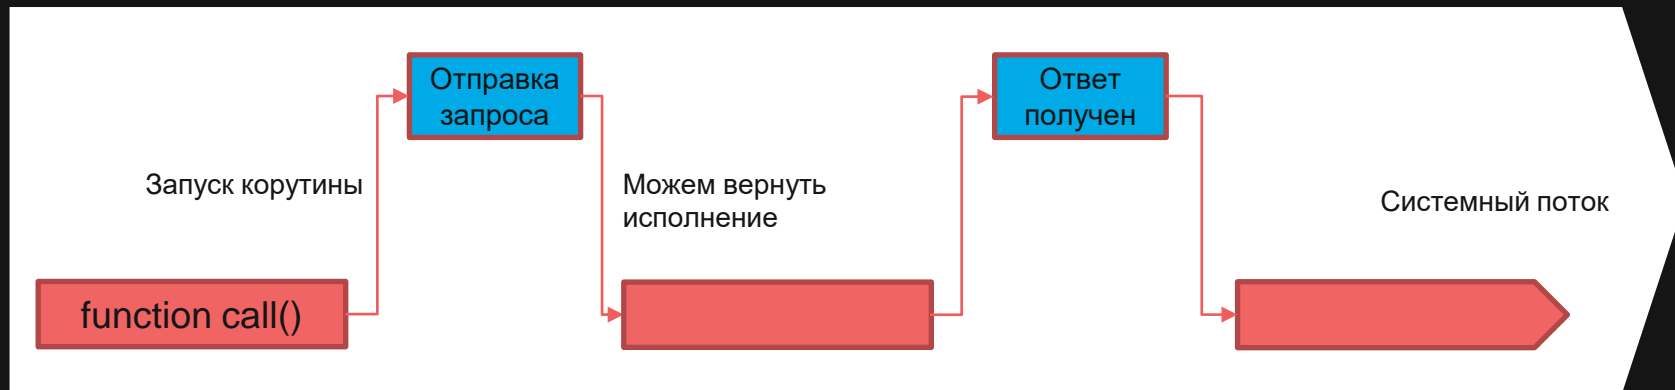 Отправка
запроса
Ответ
получен
Запуск корутины
Можем вернуть
исполнение
Системный поток
function call()